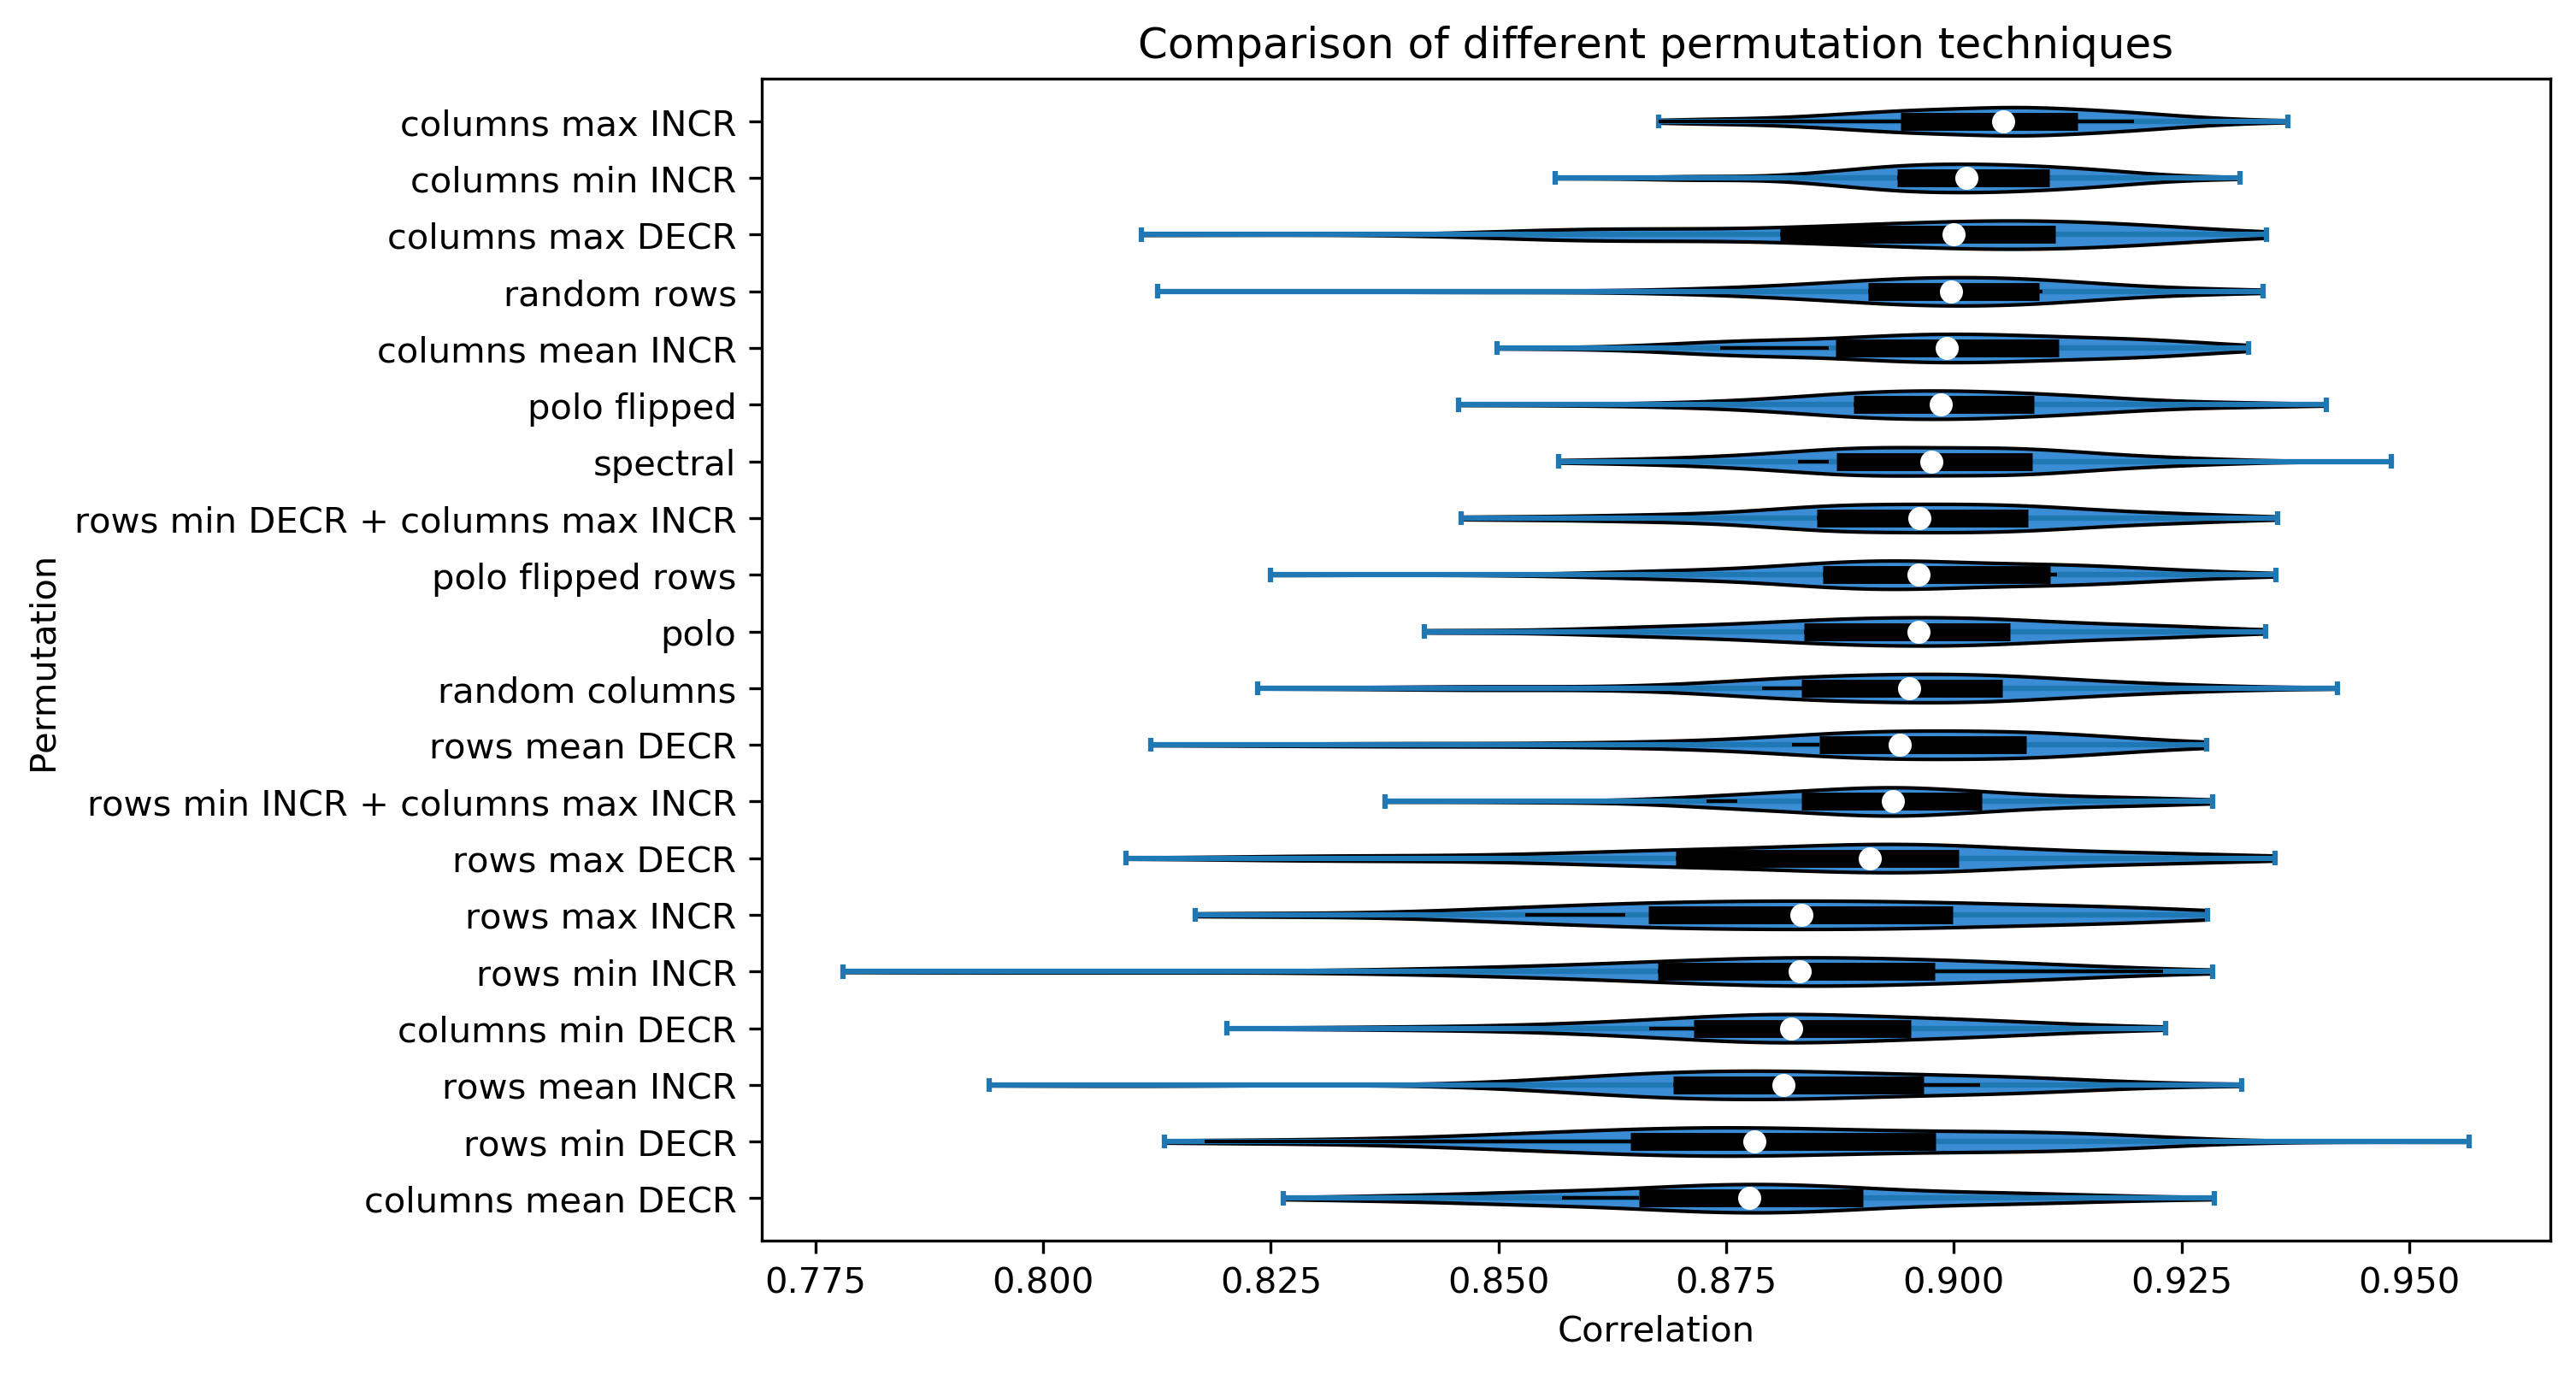 Comparison of different permutation techniques
columns max INCR
columns min INCR
columns max DECR
random rows
columns mean INCR
polo flipped
spectral
rows min DECR + columns max INCR
polo flipped rows
polo
random columns
rows mean DECR
rows min INCR + columns max INCR
rows max DECR
rows max INCR
rows min INCR
columns min DECR
rows mean INCR
rows min DECR
columns mean DECR
Permutation
0.775 0.800 0.825 0.850 0.875 0.900 0.925 0.950
Correlation